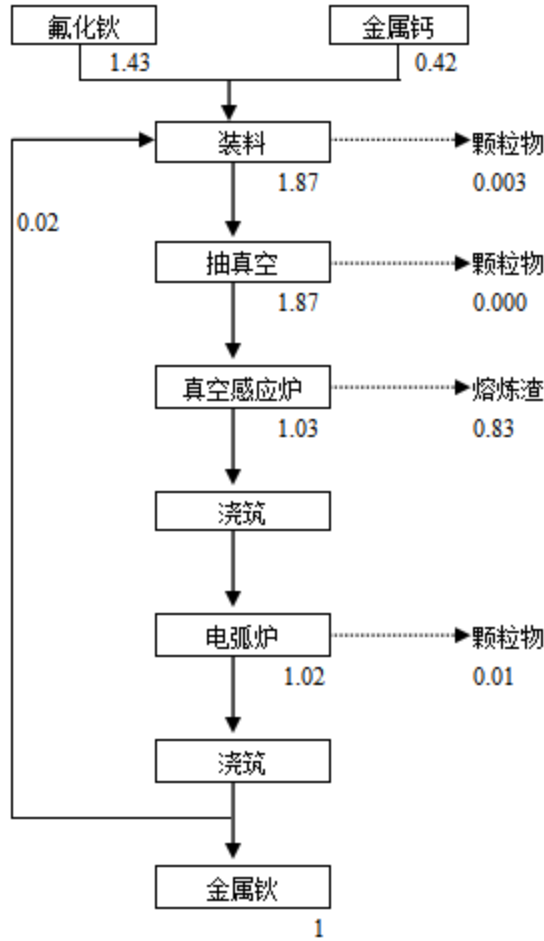 氟化钬
金属钙
1.43
0.42
装料
颗粒物
1.87
0.003
0.02
抽真空
颗粒物
1.87
0.000
真空感应炉
熔炼渣
1.03
0.83
浇筑
电弧炉
颗粒物
1.02
0.01
浇筑
金属钬
1